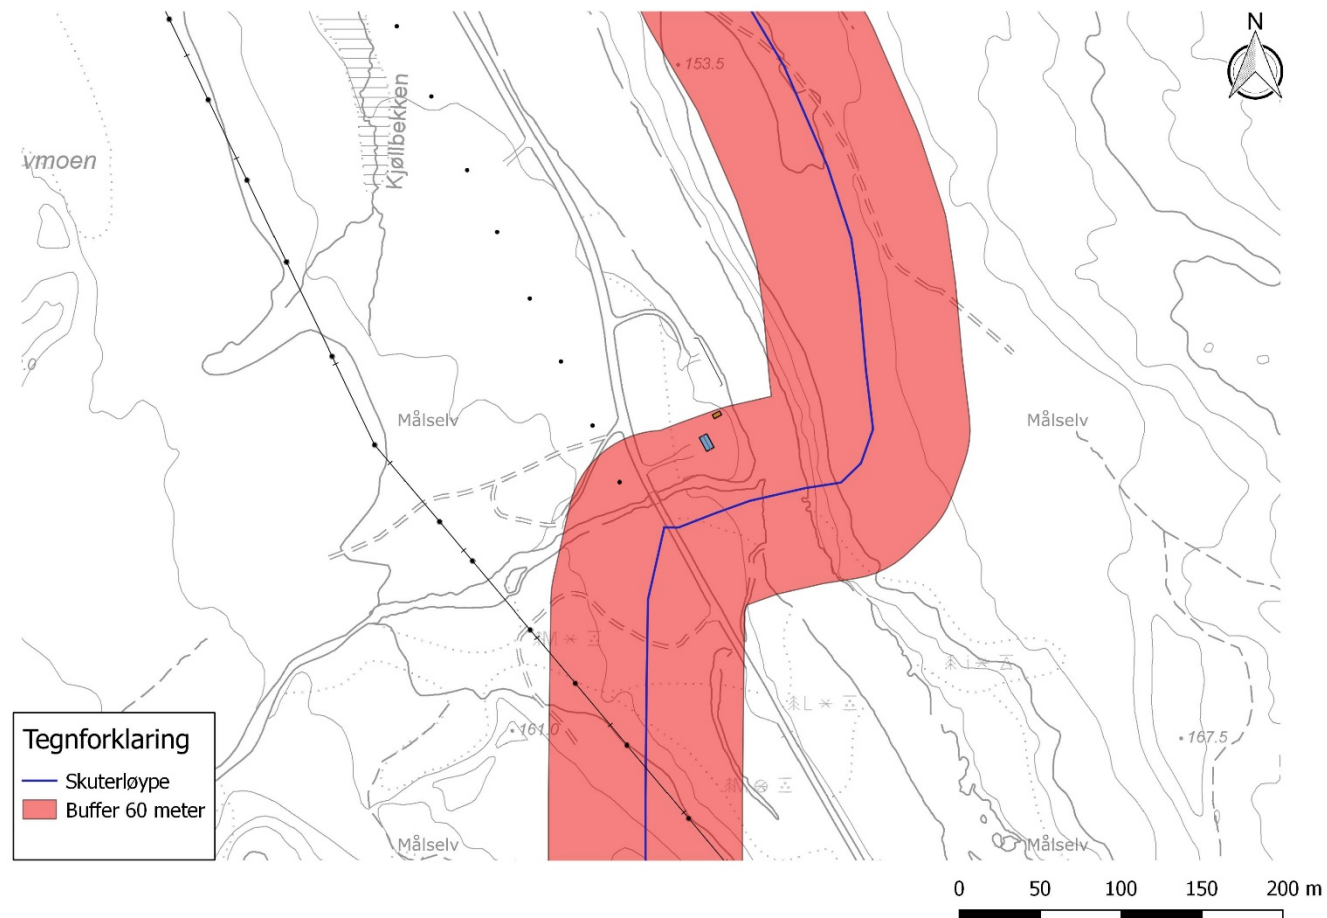 N
153.5
Kjøllbekken
vmoen
.0
Målselv
Målselv
M
L
161.0
167.5
M
Tegnforklaring
Skuterløype
Buffer 60 meter
Målselv
Målselv
0 50 100 150 200 m